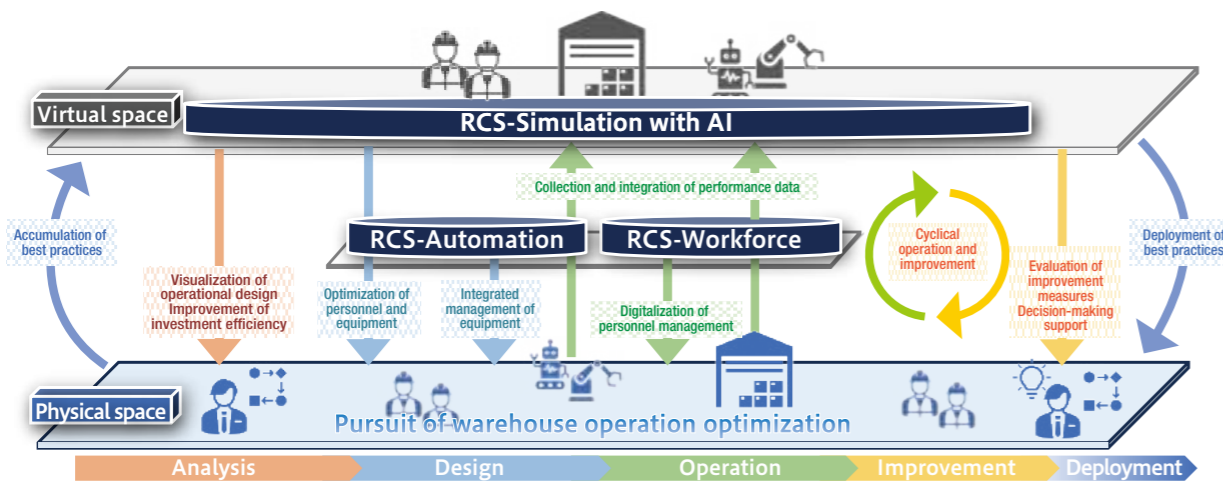 Virtual space
RCS-Simulation with AI
Collection and integration of performance data
Accumulation of
best practices
RCS-Automation
RCS-Workforce
Cyclical
operation and
improvement
Deployment of
best practices
Visualization of
operational design
Improvement of
investment efficiency
Optimization of
personnel and
equipment
Integrated
management of
equipment
Digitalization of
personnel management
Evaluation of
improvement
measures
Decision-making
support
Physical space
Pursuit of warehouse operation optimization
Analysis
Design
Operation
Improvement
Deployment